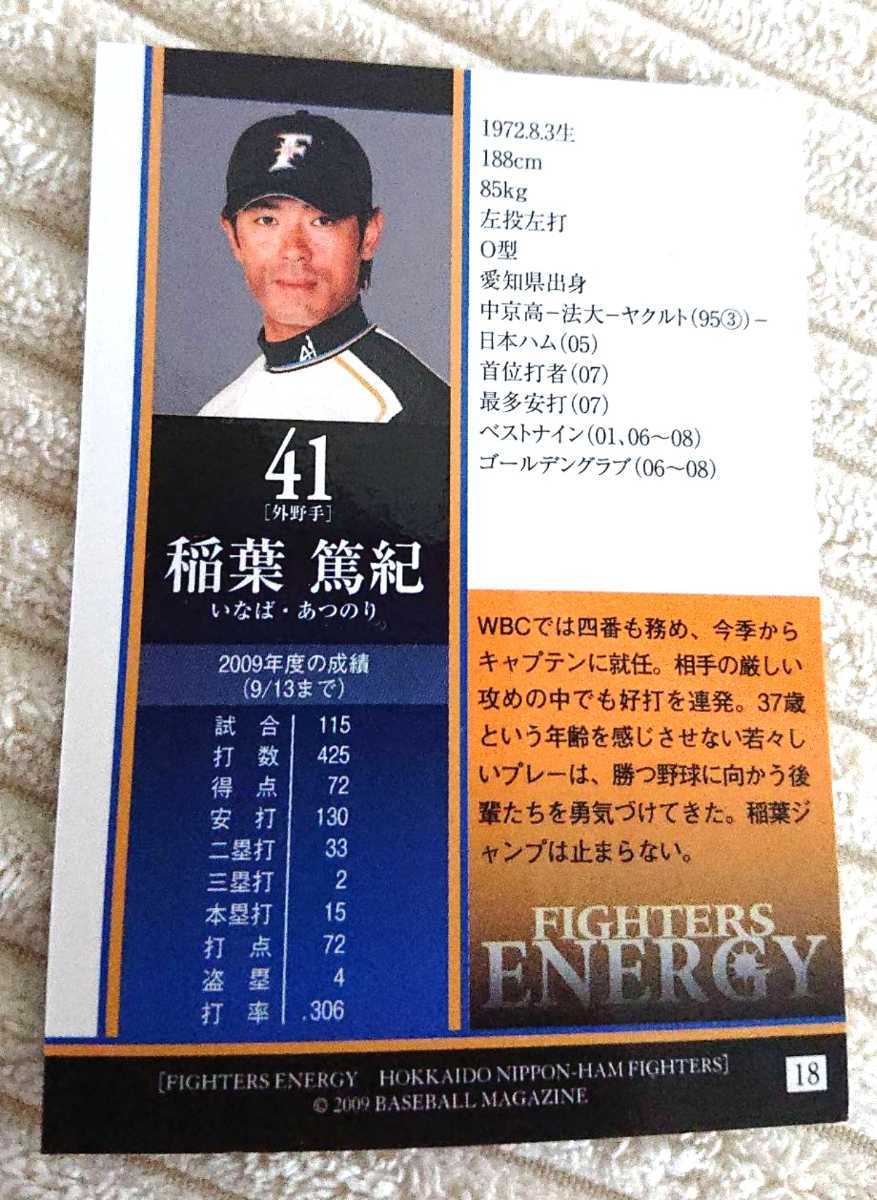 F
41
41
[外野手]
稲葉 篤紀
いなば・あつのり
2009年度の成績
(9/13まで)
試合 115
打数 425
得点 72
安打 130
二塁打 33
三塁打 2
本塁打 15
打点 72
盗塁 4
打率 .306
1972.8.3生
188cm
85kg
左投左打
O型
愛知県出身
中京高−法大−ヤクルト(95③)−
日本ハム(05)
首位打者(07)
最多安打(07)
ベストナイン(01、06〜08)
ゴールデングラブ(06〜08)
WBCでは四番も務め、今季から
キャプテンに就任。相手の厳しい
攻めの中でも好打を連発。37歳
という年齢を感じさせない若々し
いプレーは、勝つ野球に向かう後
輩たちを勇気づけてきた。稲葉ジ
ャンプは止まらない。
FIGHTERS
ENERGY
[FIGHTERS ENERGY HOKKAIDO NIPPON-HAM FIGHTERS]
© 2009 BASEBALL MAGAZINE
18